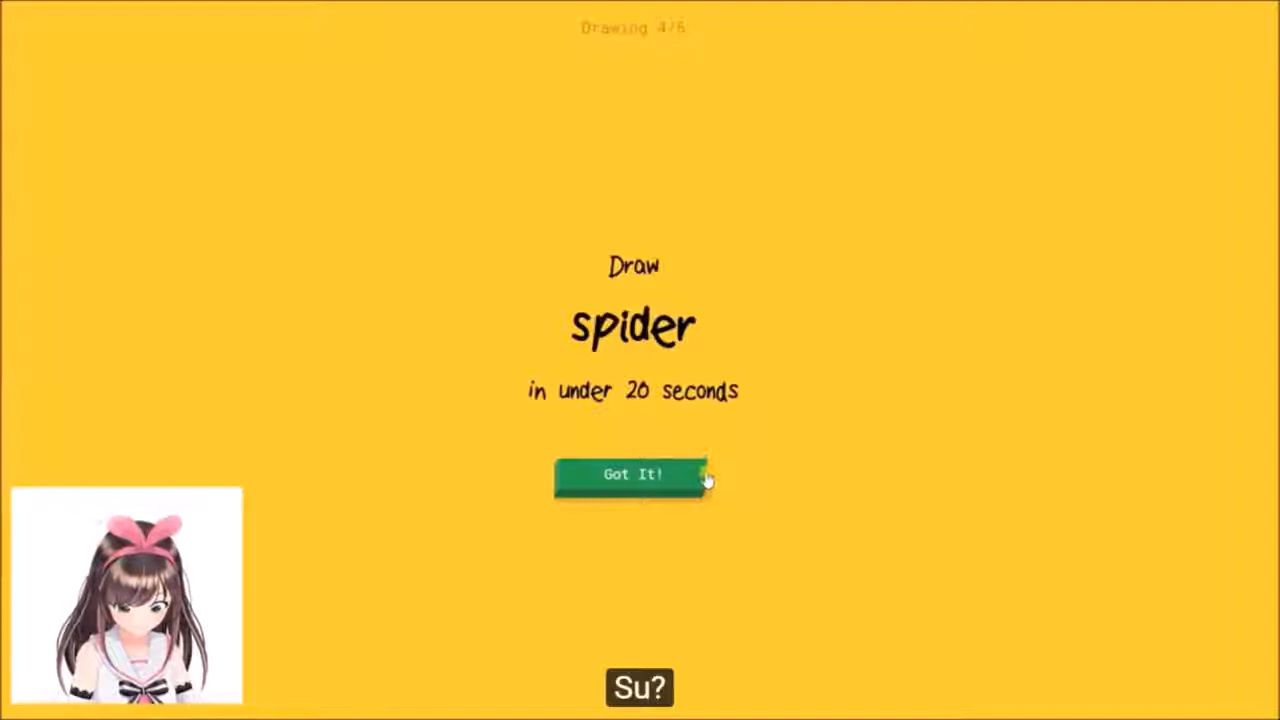 Drawing 4/6
Draw
spider
in under 20 seconds
Got It!
Su?